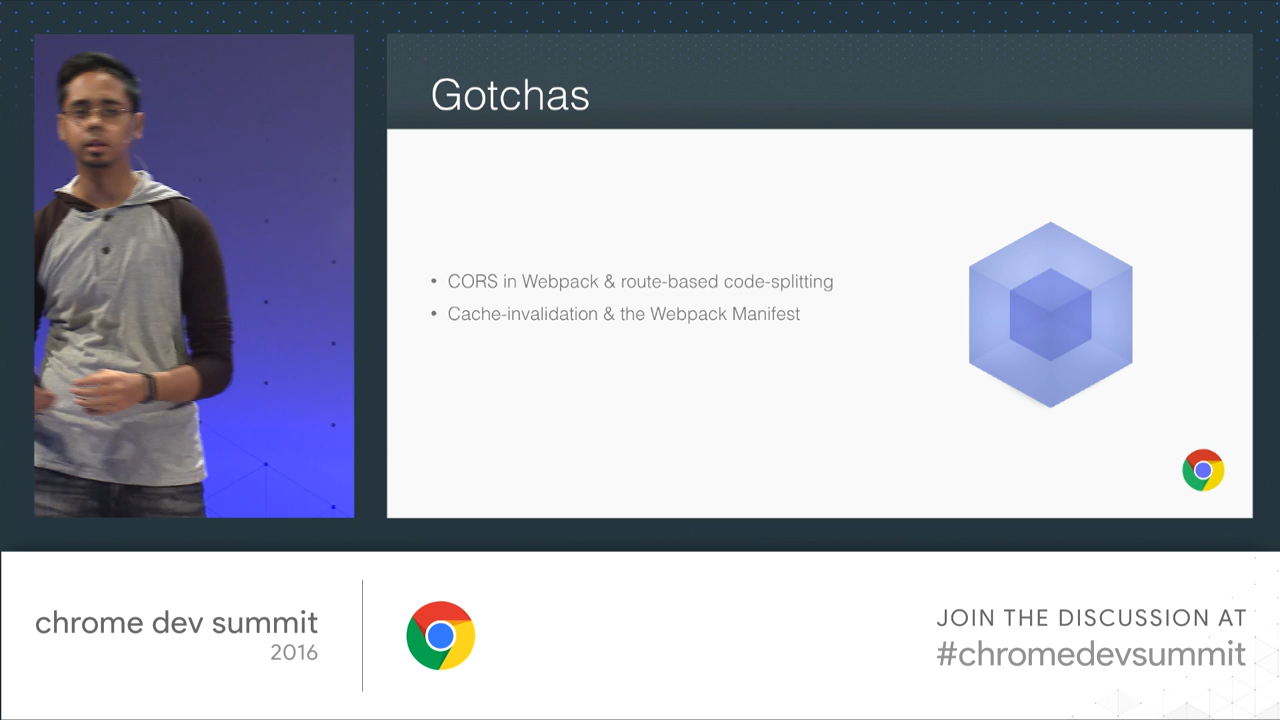 Gotchas
• CORS in Webpack & route-based code-splitting
• Cache-invalidation & the Webpack Manifest
chrome dev summit
2016
JOIN THE DISCUSSION AT
#chromedevsummit